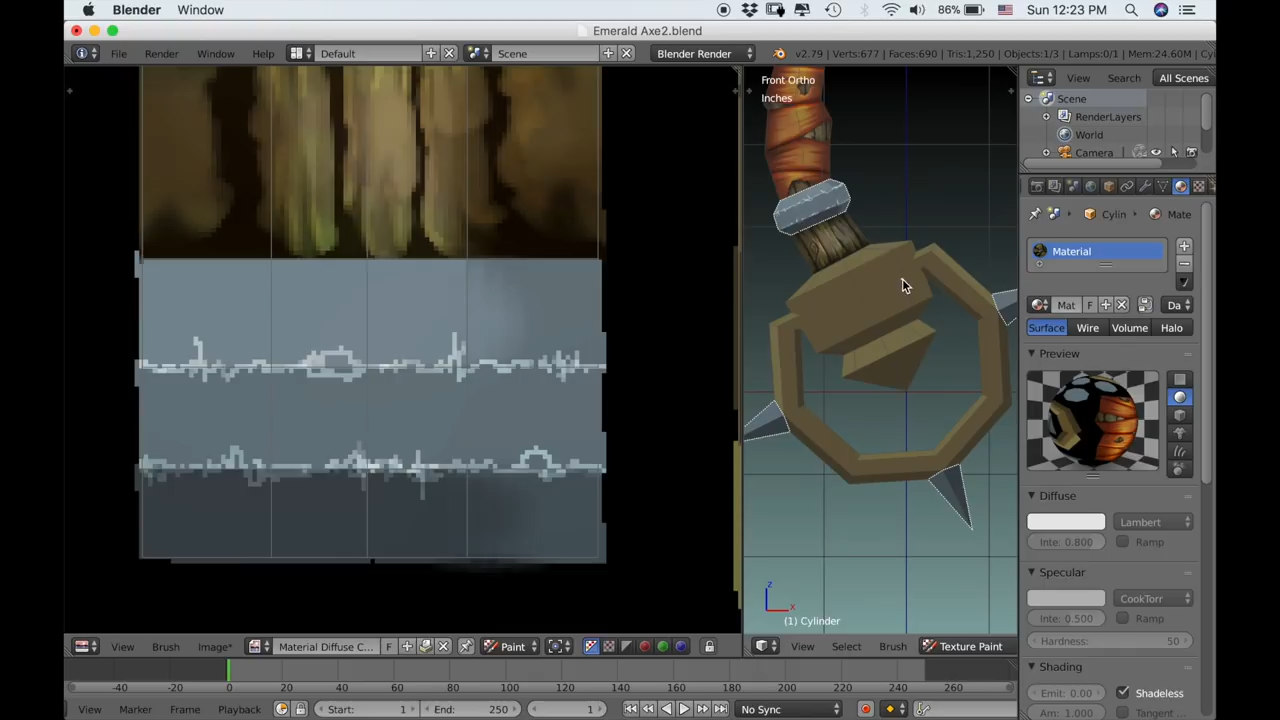 Blender Window 86% Sun 12:23 PM
Emerald Axe2.blend
File Render Window Help Default Scene Blender Render v2.79 | Verts:677 | Faces:690 | Tris:1,250 | Objects:1/3 | Lamps:0/1 | Mem:24.60M
Front Ortho
Inches
View Search All Scenes
Scene
RenderLayers
World
Camera
Cylin Mate
Material
Mat F Da
Surface Wire Volume Halo
Preview
Diffuse
Lambert
Inte: 0.800 Ramp
Specular
CookTorr
Inte: 0.500 Ramp
Hardness: 50
Shading
Emit: 0.00 Shadeless
Am: 1.000 Tangent
z
x
(1) Cylinder
View Brush Image* Material Diffuse C... F Paint View Select Brush Texture Paint
-40 -20 0 20 40 60 80 100 120 140 160 180 200 220 240 260
View Marker Frame Playback Start: 1 End: 250 1 No Sync